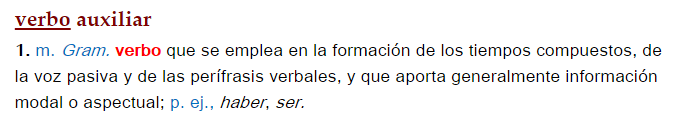 verbo auxiliar
1. m. Gram. verbo que se emplea en la formación de los tiempos compuestos, de
la voz pasiva y de las perífrasis verbales, y que aporta generalmente información
modal o aspectual; p. ej., haber, ser.